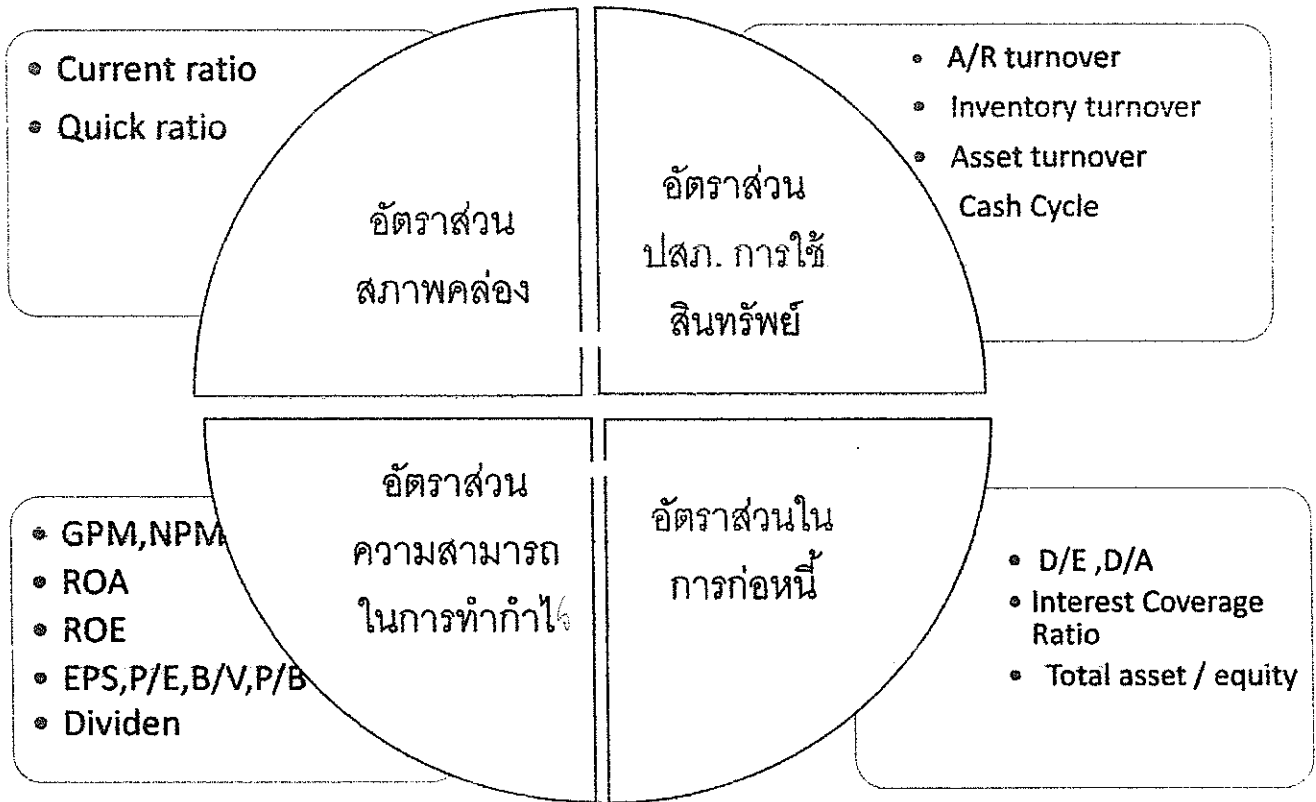 • Current ratio
• Quick ratio
อัตราส่วน
สภาพคล่อง
• A/R turnover
• Inventory turnover
• Asset turnover
Cash Cycle
อัตราส่วน
ปสภ. การใช้
สินทรัพย์
• GPM,NPM
• ROA
• ROE
• EPS,P/E,B/V,P/B
• Dividen
อัตราส่วน
ความสามารถ
ในการทำกำไร
อัตราส่วนใน
การก่อหนี้
• D/E ,D/A
• Interest Coverage
Ratio
• Total asset / equity